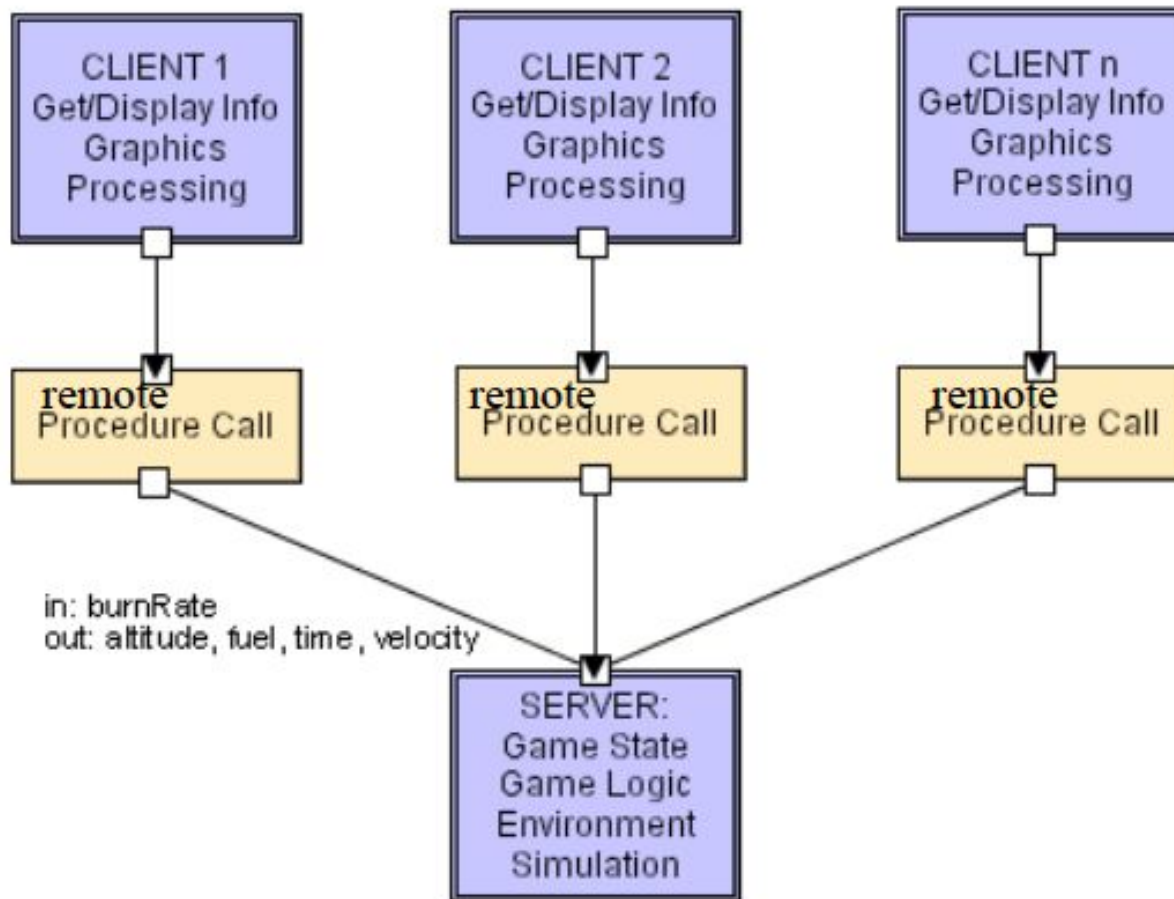 CLIENT 1
Get/Display Info
Graphics
Processing
CLIENT 2
Get/Display Info
Graphics
Processing
CLIENT n
Get/Display Info
Graphics
Processing
remote
Procedure Call
remote
Procedure Call
remote
Procedure Call
in: burnRate
out: altitude, fuel, time, velocity
SERVER:
Game State
Game Logic
Environment
Simulation